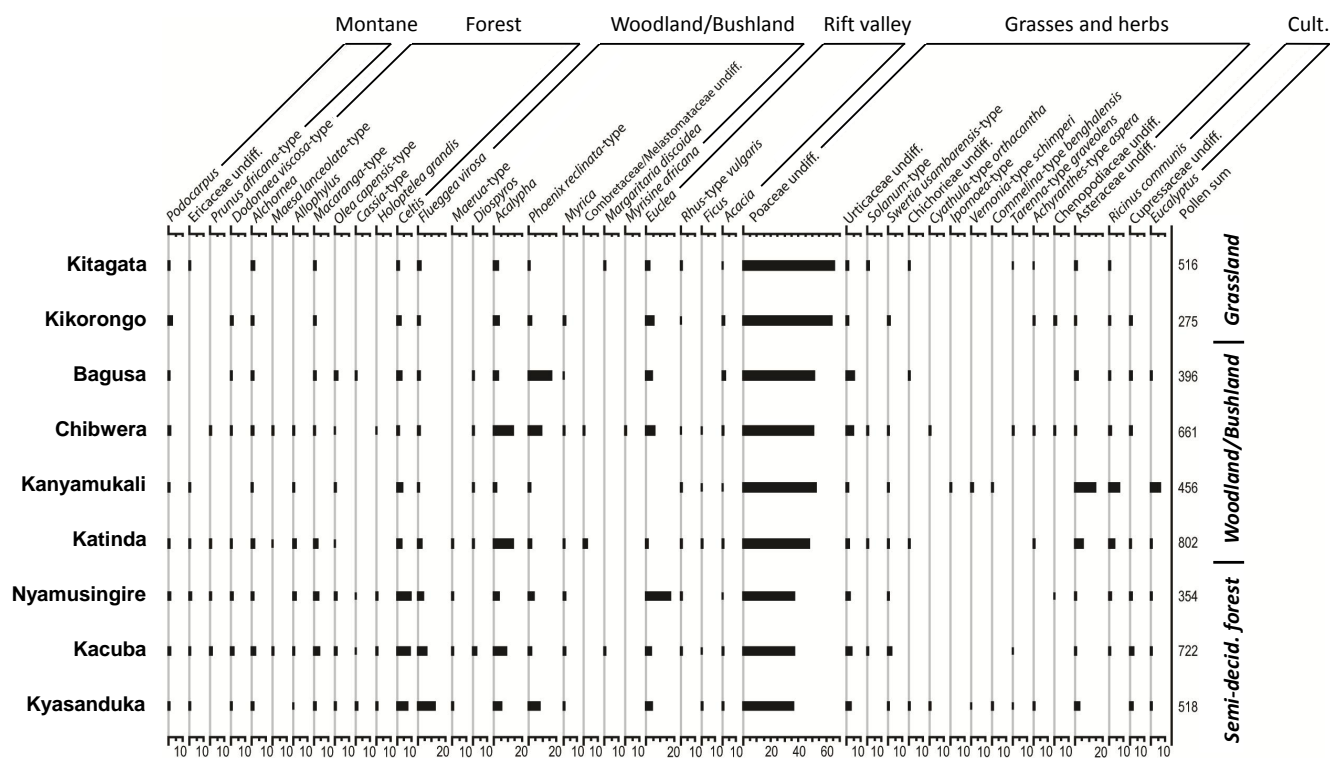 Montane Forest Woodland/Bushland Rift valley Grasses and herbs Cult.
Podocarpus
Ericaceae undiff.
Prunus africana-type
Dodonaea viscosa-type
Alchornea
Maesa lanceolata-type
Allophylus
Macaranga-type
Olea capensis-type
Cassia-type
Holoptelea grandis
Celtis
Flueggea virosa
Maerua-type
Diospyros
Acalypha
Phoenix reclinata-type
Myrica
Combretaceae/Melastomataceae undiff.
Margaritaria discoidea
Myrisine africana
Euclea
Rhus-type vulgaris
Ficus
Acacia
Poaceae undiff.
Urticaceae undiff.
Solanum-type
Swertia usambarensis-type
Chichorieae undiff.
Cyathula-type orthacantha
Ipomoea-type
Vernonia-type schimperi
Commelina-type benghalensis
Tarenna-type graveolens
Achyranthes-type aspera
Chenopodiaceae undiff.
Asteraceae undiff.
Ricinus communis
Cupressaceae undiff.
Eucalyptus
Pollen sum
Kitagata 516
Kikorongo 275
Bagusa 396
Chibwera 661
Kanyamukali 456
Katinda 802
Nyamusingire 354
Kacuba 722
Kyasanduka 518
Grassland
Woodland/Bushland
Semi-decid. forest
10 10 10 10 10 10 10 10 10 10 10 10 20 10 10 20 20 10 10 10 10 20 10 10 10 20 40 60 10 10 10 10 10 10 10 10 10 10 10 20 10 10 10